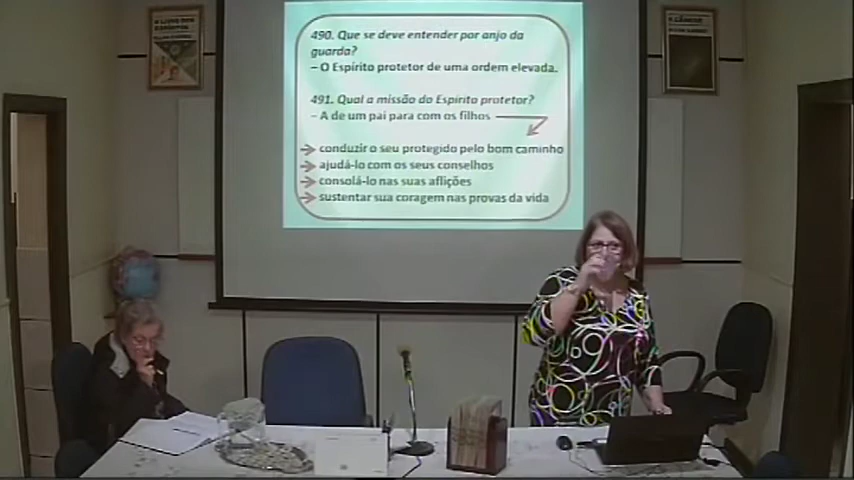 490. Que se deve entender por anjo da
guarda?
– O Espírito protetor de uma ordem elevada.
491. Qual a missão do Espírito protetor?
– A de um pai para com os filhos
conduzir o seu protegido pelo bom caminho
ajudá-lo com os seus conselhos
consolá-lo nas suas aflições
sustentar sua coragem nas provas da vida